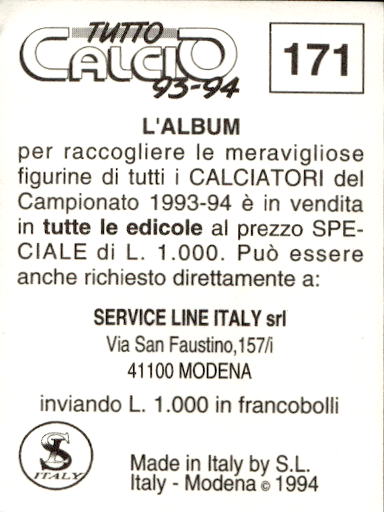 TUTTO
CALCIO
93-94
171
L'ALBUM
per raccogliere le meravigliose
figurine di tutti i CALCIATORI del
Campionato 1993-94 è in vendita
in tutte le edicole al prezzo SPE-
CIALE di L. 1.000. Può essere
anche richiesto direttamente a:
SERVICE LINE ITALY srl
Via San Faustino,157/i
41100 MODENA
inviando L. 1.000 in francobolli
SL
ITALY
Made in Italy by S.L.
Italy - Modena © 1994